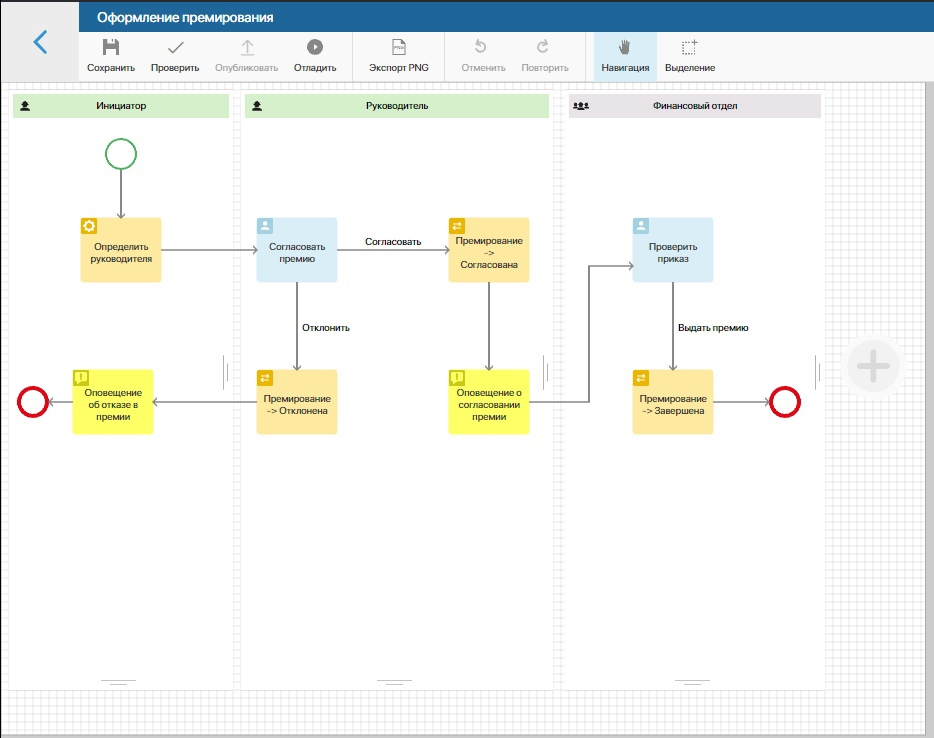 Оформление премирования
Сохранить
Проверить
Опубликовать
Отладить
PNG
Экспорт PNG
Отменить
Повторить
Навигация
Выделение
Инициатор
Руководитель
Финансовый отдел
Определить
руководителя
Согласовать
премию
Согласовать
Премирование
->
Согласована
Проверить
приказ
Отклонить
Выдать премию
Оповещение
об отказе в
премии
Премирование
-> Отклонена
Оповещение о
согласовании
премии
Премирование
-> Завершена